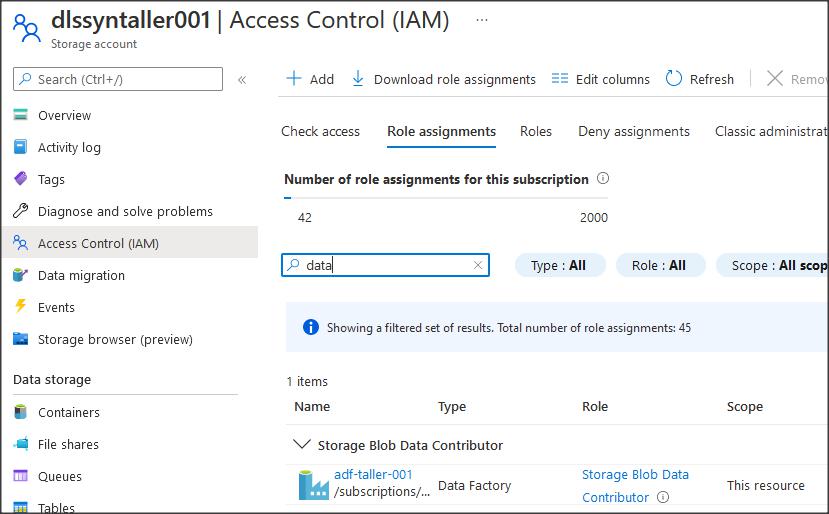 dlssyntaller001 | Access Control (IAM) ...
Storage account
Search (Ctrl+/) «
Add Download role assignments Edit columns Refresh Remov
Overview
Activity log
Tags
Diagnose and solve problems
Access Control (IAM)
Data migration
Events
Storage browser (preview)
Data storage
Containers
File shares
Queues
Tables
Check access Role assignments Roles Deny assignments Classic administrat
Number of role assignments for this subscription
42 2000
data Type : All Role : All Scope : All scop
Showing a filtered set of results. Total number of role assignments: 45
1 items
Name Type Role Scope
Storage Blob Data Contributor
adf-taller-001
/subscriptions/...
Data Factory
Storage Blob Data
Contributor
This resource